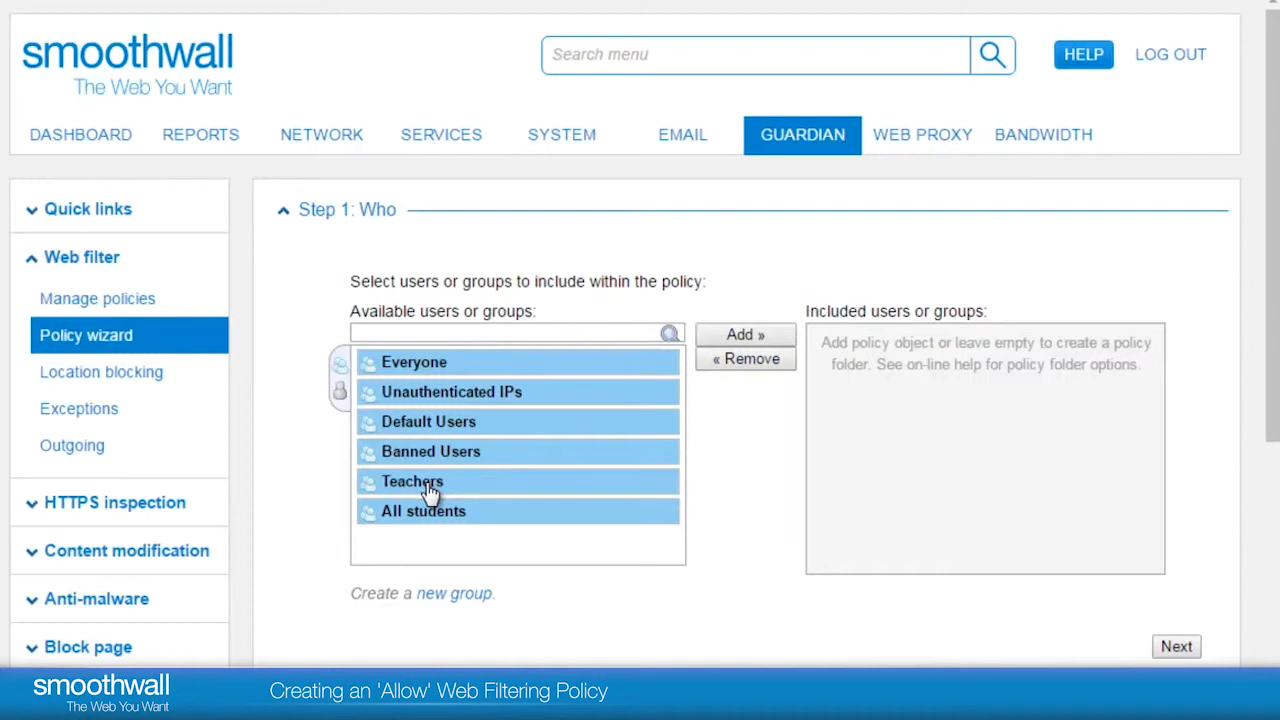 smoothwall
The Web You Want
Search menu
HELP
LOG OUT
DASHBOARD
REPORTS
NETWORK
SERVICES
SYSTEM
EMAIL
GUARDIAN
WEB PROXY
BANDWIDTH
Quick links
Web filter
Manage policies
Policy wizard
Location blocking
Exceptions
Outgoing
HTTPS inspection
Content modification
Anti-malware
Block page
Step 1: Who
Select users or groups to include within the policy:
Available users or groups:
Everyone
Unauthenticated IPs
Default Users
Banned Users
Teachers
All students
Create a new group.
Add »
« Remove
Included users or groups:
Add policy object or leave empty to create a policy
folder. See on-line help for policy folder options.
Next
smoothwall
The Web You Want
Creating an 'Allow' Web Filtering Policy